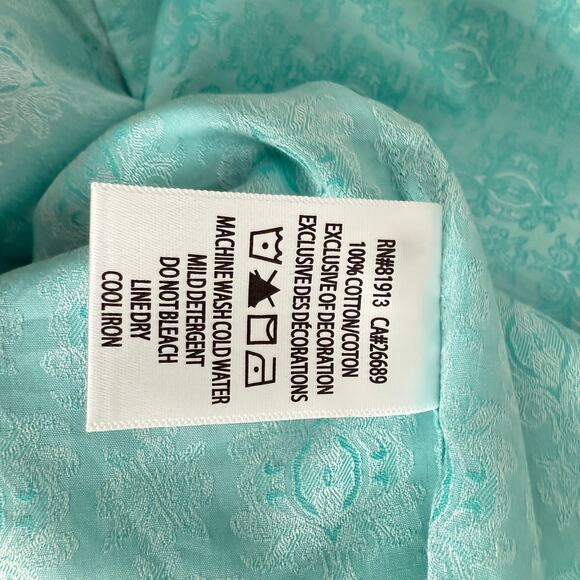 RN#81913 CA#26689
100%COTTON/COTON
EXCLUSIVE OF DECORATION
EXCLUSIVE DES DÉCORATIONS
MACHINE WASH COLD WATER
MILD DETERGENT
DO NOT BLEACH
LINE DRY
COOL IRON